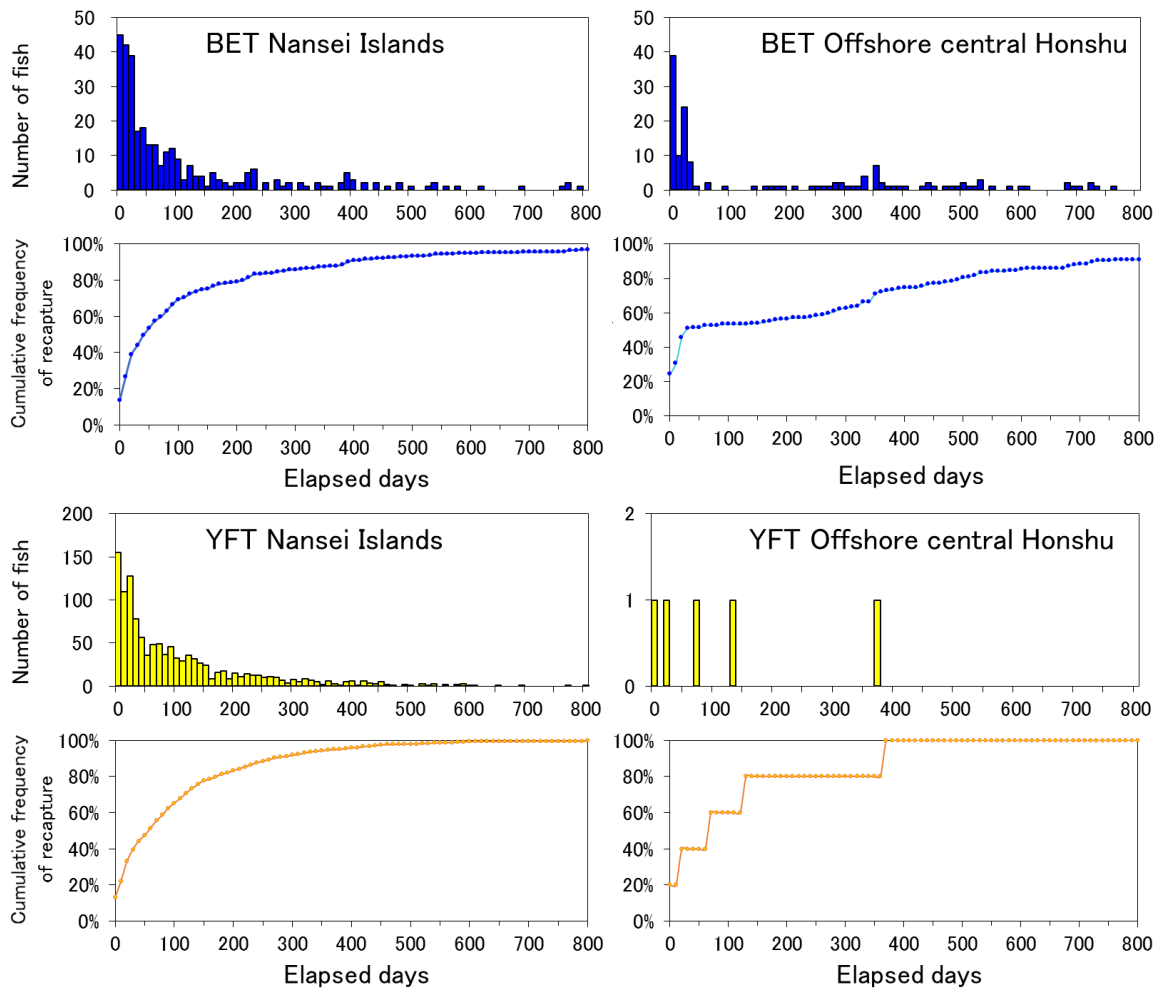 BET Nansei Islands
Number of fish
50
40
30
20
10
0
0 100 200 300 400 500 600 700 800
BET Offshore central Honshu
50
40
30
20
10
0
0 100 200 300 400 500 600 700 800
Cumulative frequency
of recapture
100%
80%
60%
40%
20%
0%
0 100 200 300 400 500 600 700 800
Elapsed days
100%
80%
60%
40%
20%
0%
0 100 200 300 400 500 600 700 800
Elapsed days
YFT Nansei Islands
Number of fish
200
150
100
50
0
0 100 200 300 400 500 600 700 800
YFT Offshore central Honshu
2
1
0
0 100 200 300 400 500 600 700 800
Cumulative frequency
of recapture
100%
80%
60%
40%
20%
0%
0 100 200 300 400 500 600 700 800
Elapsed days
100%
80%
60%
40%
20%
0%
0 100 200 300 400 500 600 700 800
Elapsed days